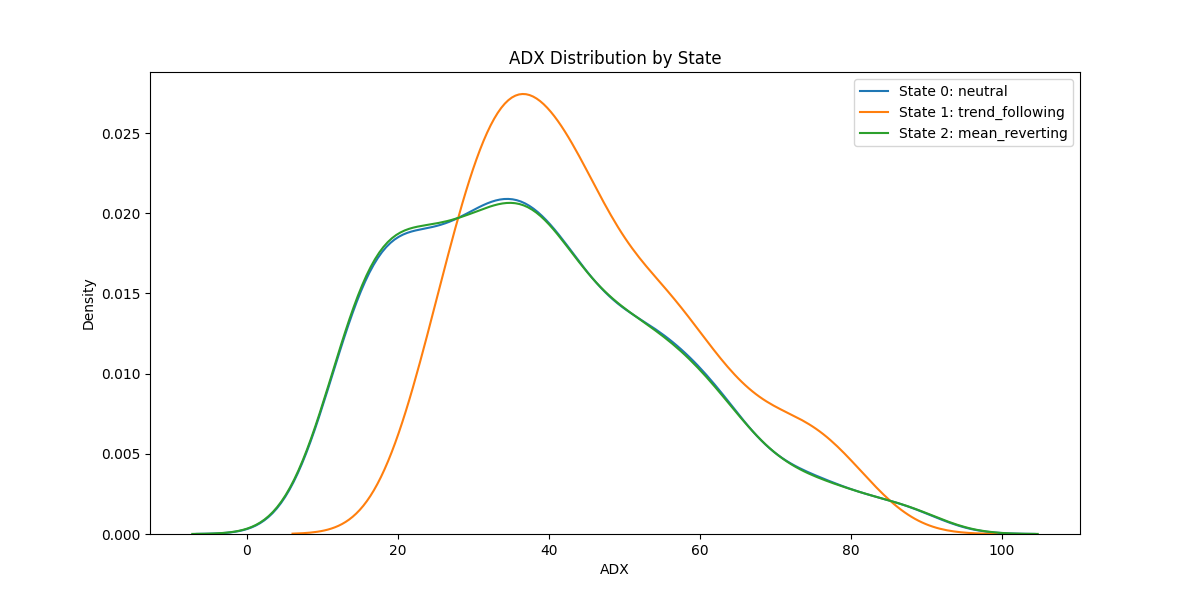 ADX Distribution by State
State 0: neutral
State 1: trend_following
State 2: mean_reverting
Density
0.025
0.020
0.015
0.010
0.005
0.000
0 20 40 60 80 100
ADX